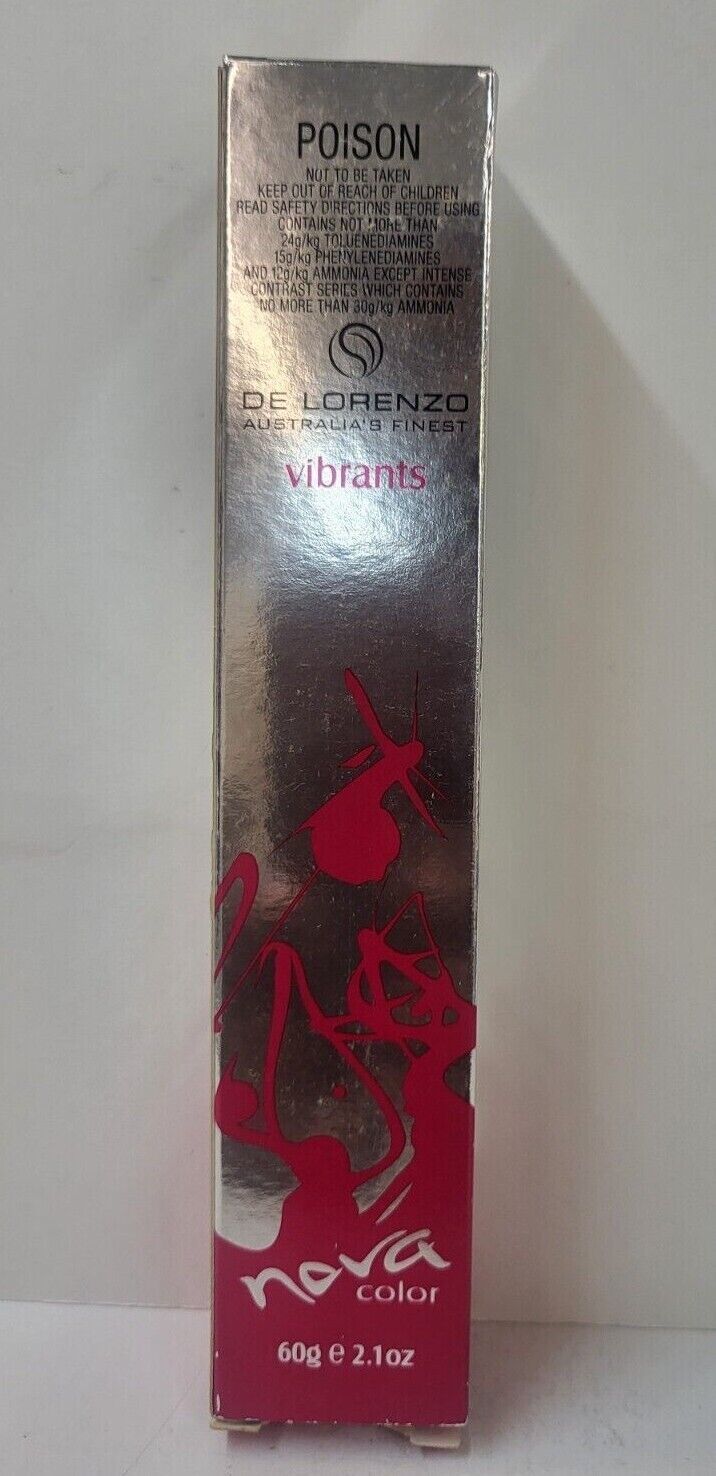 POISON
NOT TO BE TAKEN
KEEP OUT OF REACH OF CHILDREN
READ SAFETY DIRECTIONS BEFORE USING
CONTAINS NOT MORE THAN
24g/kg TOLUENEDIAMINES
15g/kg PHENYLENEDIAMINES
AND 12g/kg AMMONIA EXCEPT INTENSE
CONTRAST SERIES WHICH CONTAINS
NO MORE THAN 30g/kg AMMONIA
DE LORENZO
AUSTRALIA'S FINEST
vibrants
nova
color
60g e 2.1oz